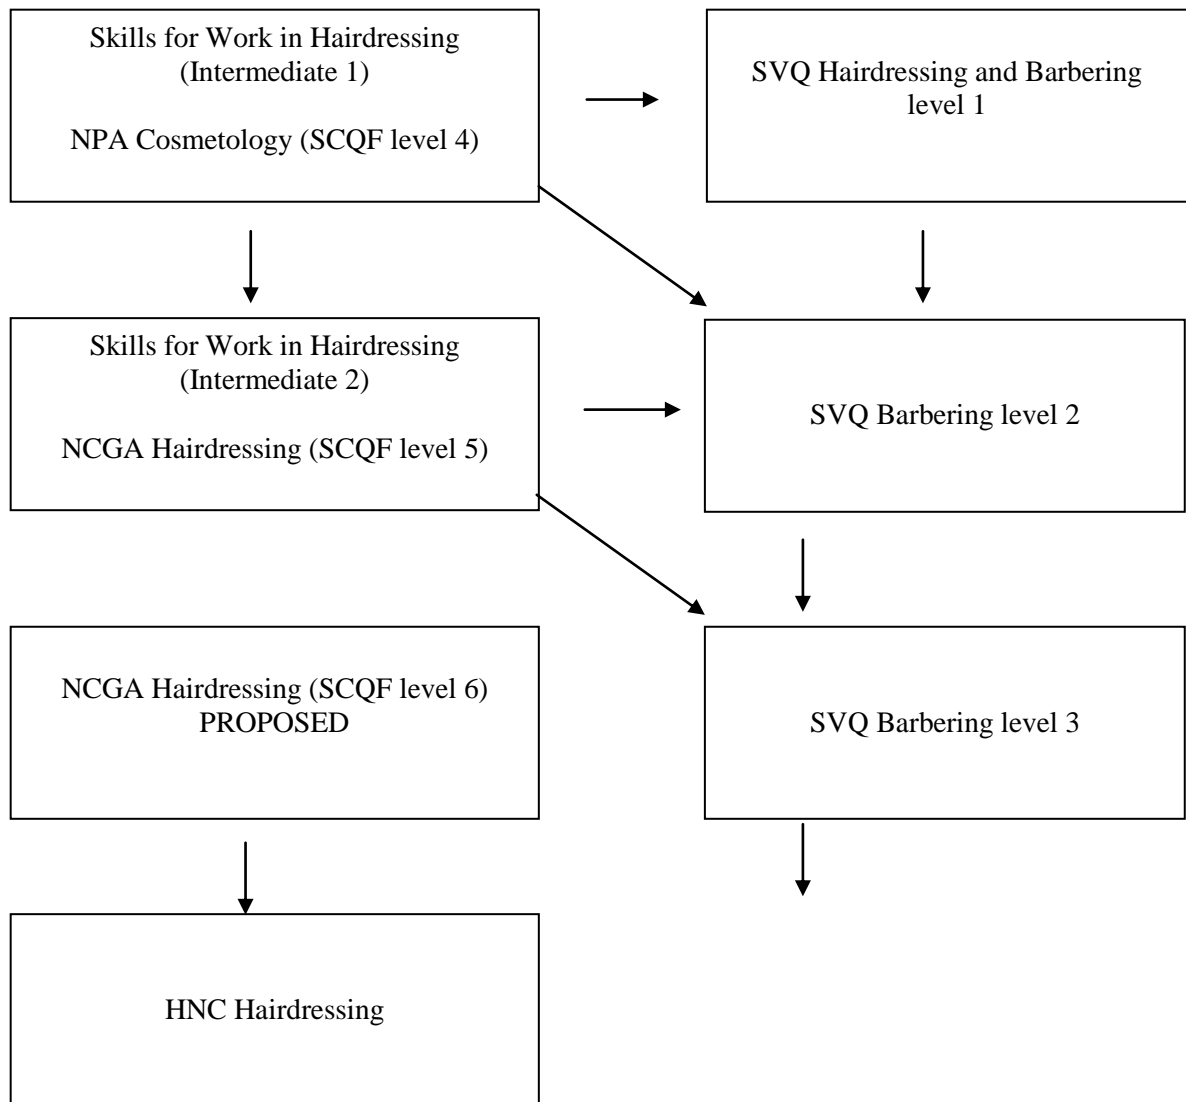 Skills for Work in Hairdressing
(Intermediate 1)
NPA Cosmetology (SCQF level 4)
SVQ Hairdressing and Barbering
level 1
Skills for Work in Hairdressing
(Intermediate 2)
NCGA Hairdressing (SCQF level 5)
SVQ Barbering level 2
NCGA Hairdressing (SCQF level 6)
PROPOSED
SVQ Barbering level 3
HNC Hairdressing